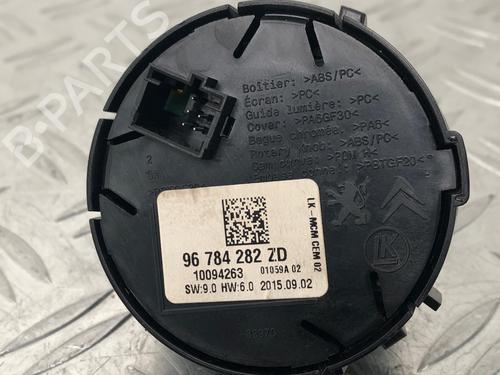 B-PARTS
Boîtier: >ABS/PC<
Écran: >PC<
Guida lumière: >PC<
Cover: >PA6GF30<
Bague chromée: >PA6<
Rotary Knob: >ABS/PC<
LK - MCM CEM 02
LK
96 784 282 ZD
10094263 01059A 02
SW:9.0 HW:6.0 2015.09.02